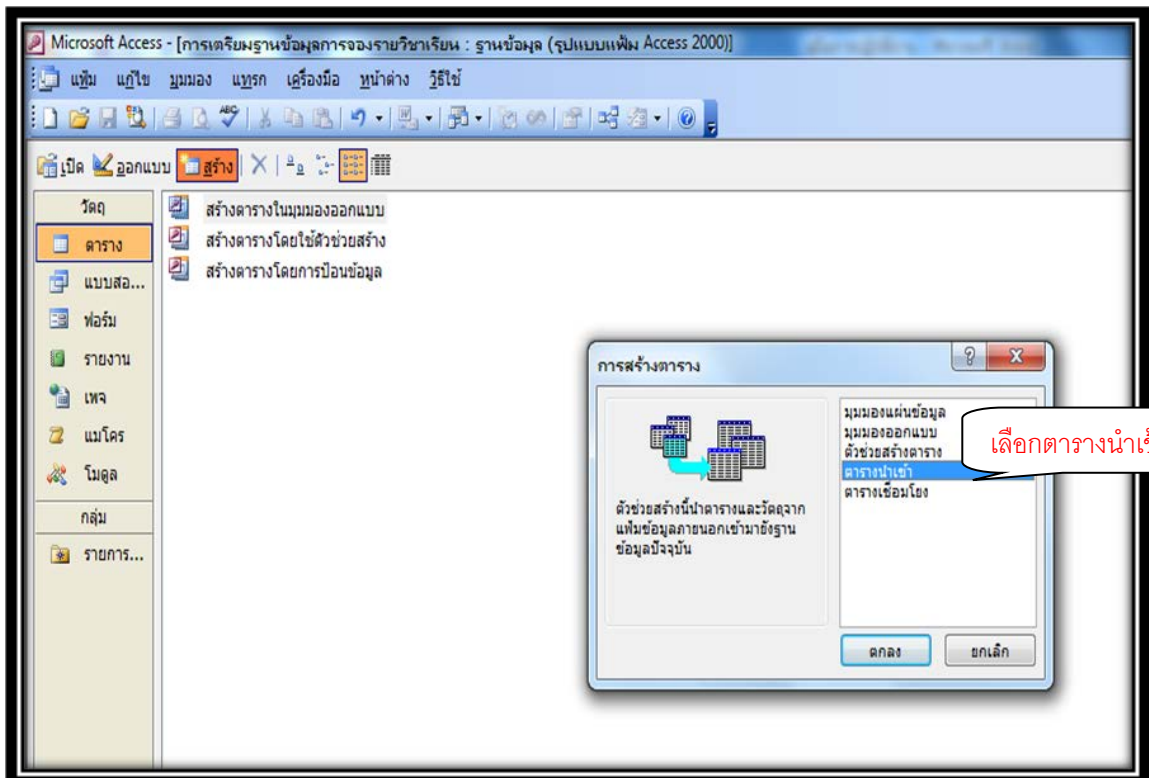 Microsoft Access - [การเตรียมฐานข้อมูลการจองรายวิชาเรียน : ฐานข้อมูล (รูปแบบแฟ้ม Access 2000)]
แฟ้ม แก้ไข มุมมอง แทรก เครื่องมือ หน้าต่าง วิธีใช้
เปิด ออกแบบ สร้าง
วัตถุ
ตาราง
แบบสอ...
ฟอร์ม
รายงาน
เพจ
แมโคร
โมดูล
กลุ่ม
รายการ...
สร้างตารางในมุมมองออกแบบ
สร้างตารางโดยใช้ตัวช่วยสร้าง
สร้างตารางโดยการป้อนข้อมูล
การสร้างตาราง
ตัวช่วยสร้างนี้นำตารางและวัตถุจาก
แฟ้มข้อมูลภายนอกเข้ามายังฐาน
ข้อมูลปัจจุบัน
มุมมองแผ่นข้อมูล
มุมมองออกแบบ
ตัวช่วยสร้างตาราง
ตารางนำเข้า
ตารางเชื่อมโยง
ตกลง ยกเลิก
เลือกตารางนำเข้